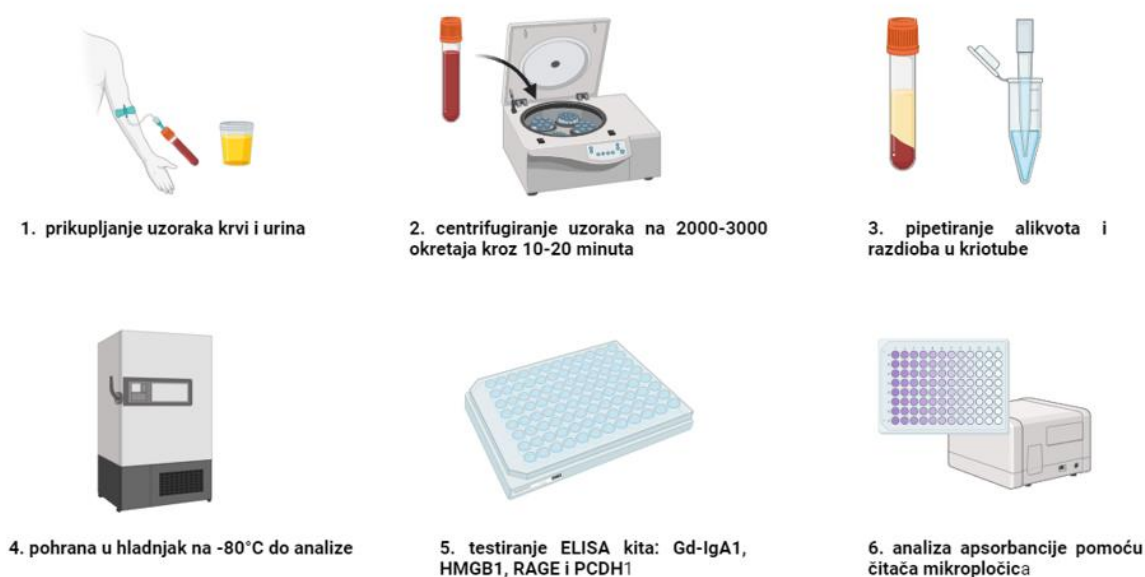 1. prikupljanje uzoraka krvi i urina
2. centrifugiranje uzoraka na 2000-3000
okretaja kroz 10-20 minuta
3. pipetiranje alikvota i
razdioba u kriotube
4. pohrana u hladnjak na -80°C do analize
5. testiranje ELISA kita: Gd-IgA1,
HMGB1, RAGE i PCDH1
6. analiza apsorbancije pomoću
čitača mikropločica